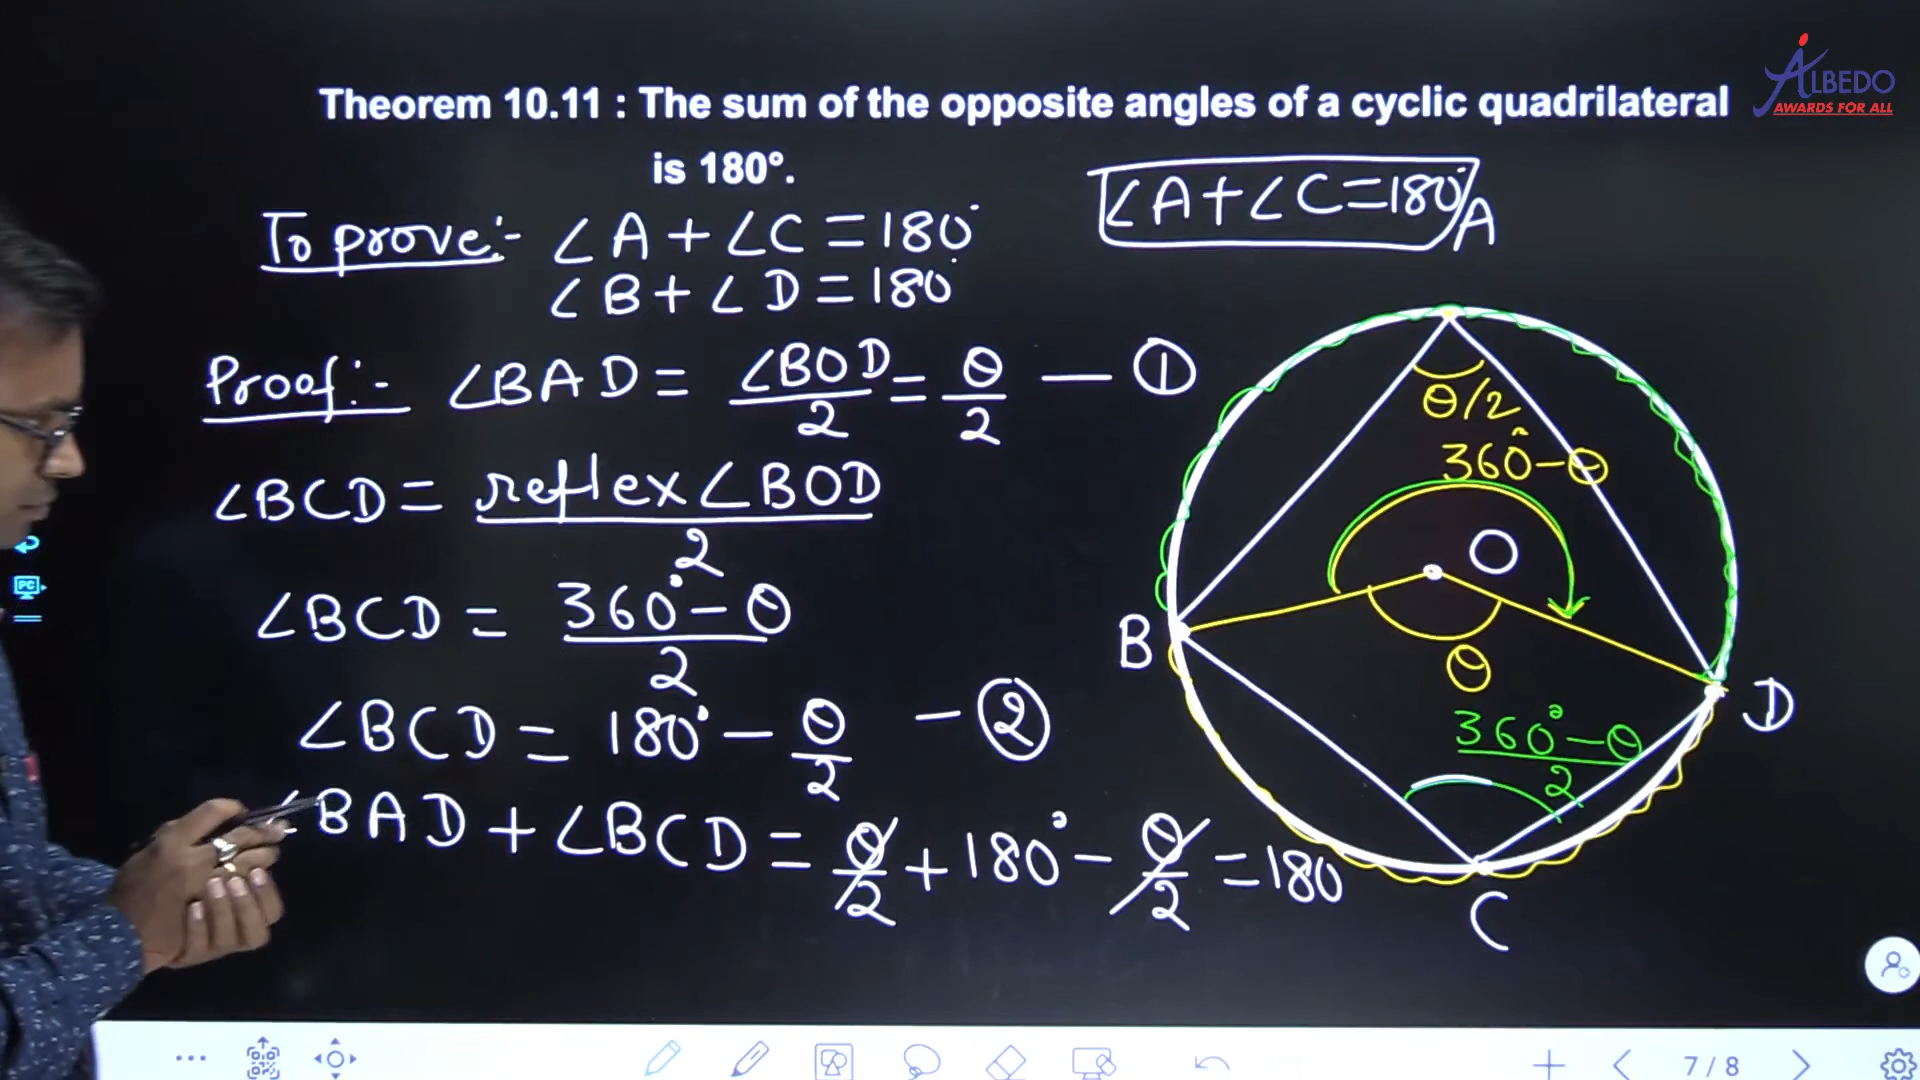 ALBEDO
AWARDS FOR ALL
Theorem 10.11 : The sum of the opposite angles of a cyclic quadrilateral
is 180°.
To prove:- ∠A + ∠C = 180°
∠B + ∠D = 180°
∠A + ∠C = 180°
Proof:- ∠BAD = ∠BOD/2 = θ/2 — ①
∠BCD = reflex ∠BOD/2
∠BCD = 360° - θ/2
∠BCD = 180° - θ/2 - ②
∠BAD + ∠BCD = θ/2 + 180° - θ/2 = 180
A
θ/2
360° - θ
O
B
θ
D
360° - θ/2
C
PC
7 / 8